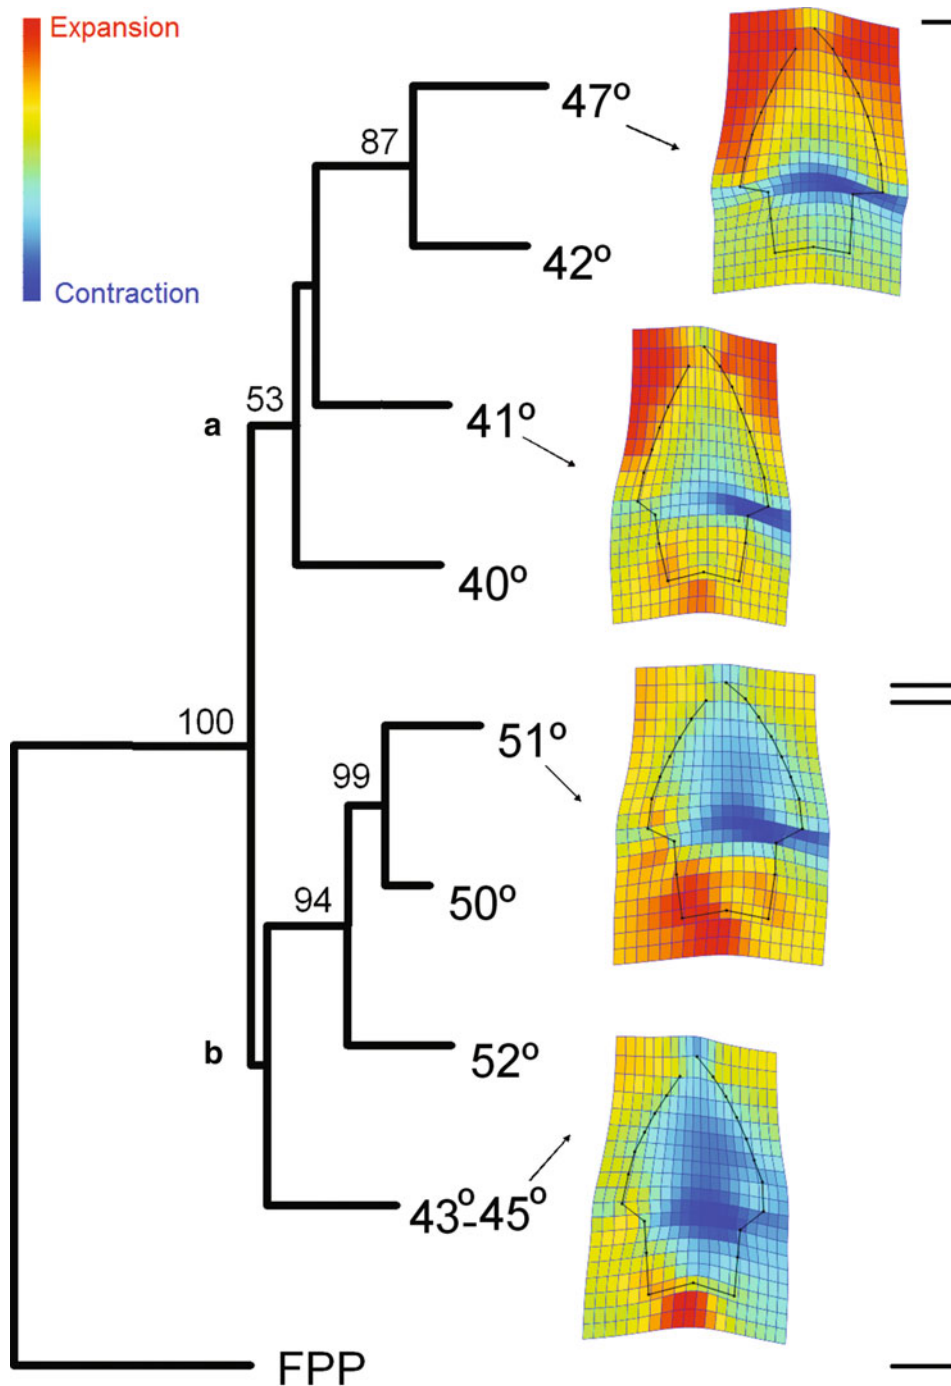 Expansion
Contraction
47º
87
42º
53
a
41º
40º
100
51º
99
50º
94
b
52º
43º-45º
FPP